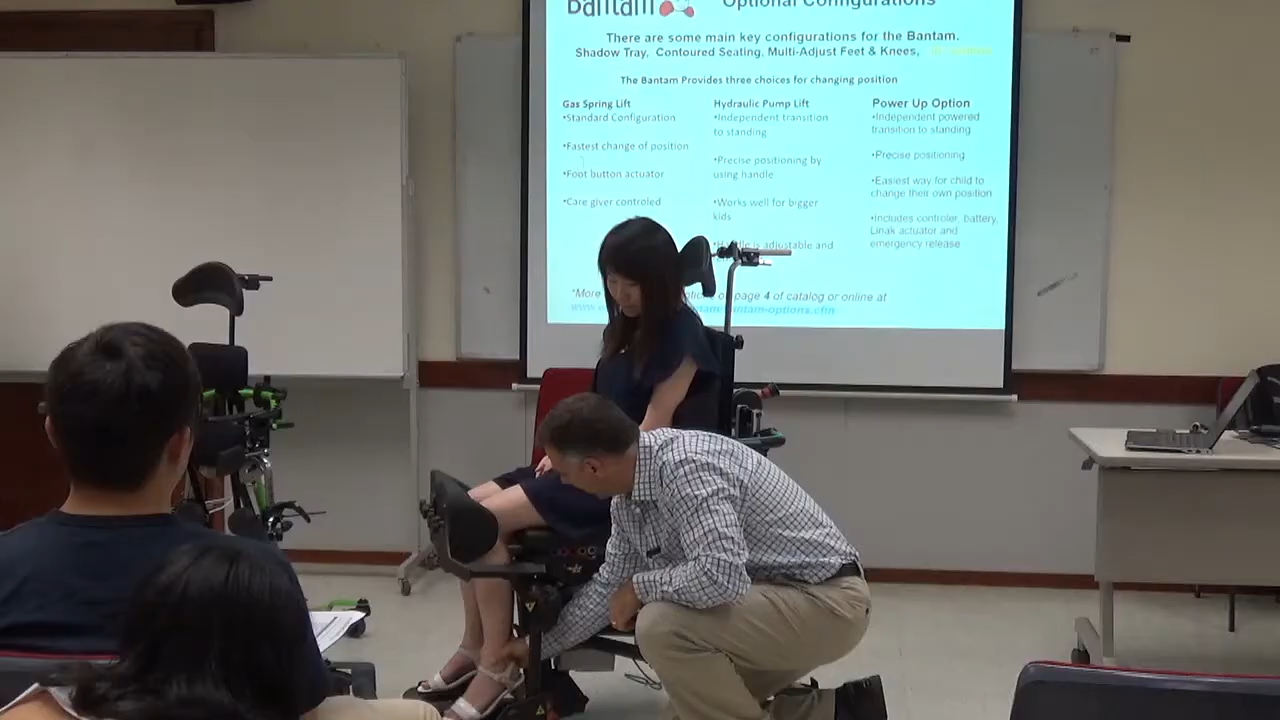 Bantam
Optional Configurations
There are some main key configurations for the Bantam.
Shadow Tray, Contoured Seating, Multi-Adjust Feet & Knees,
The Bantam Provides three choices for changing position
Gas Spring Lift
•Standard Configuration
•Fastest change of position
•Foot button actuator
•Care giver controled
Hydraulic Pump Lift
•Independent transition
to standing
•Precise positioning by
using handle
•Works well for bigger
kids
is adjustable and
Power Up Option
•Independent powered
transition to standing
•Precise positioning
•Easiest way for child to
change their own position
•Includes controler, battery,
Linak actuator and
emergency release
*More
page 4 of catalog or online at
bantam-options.cfm